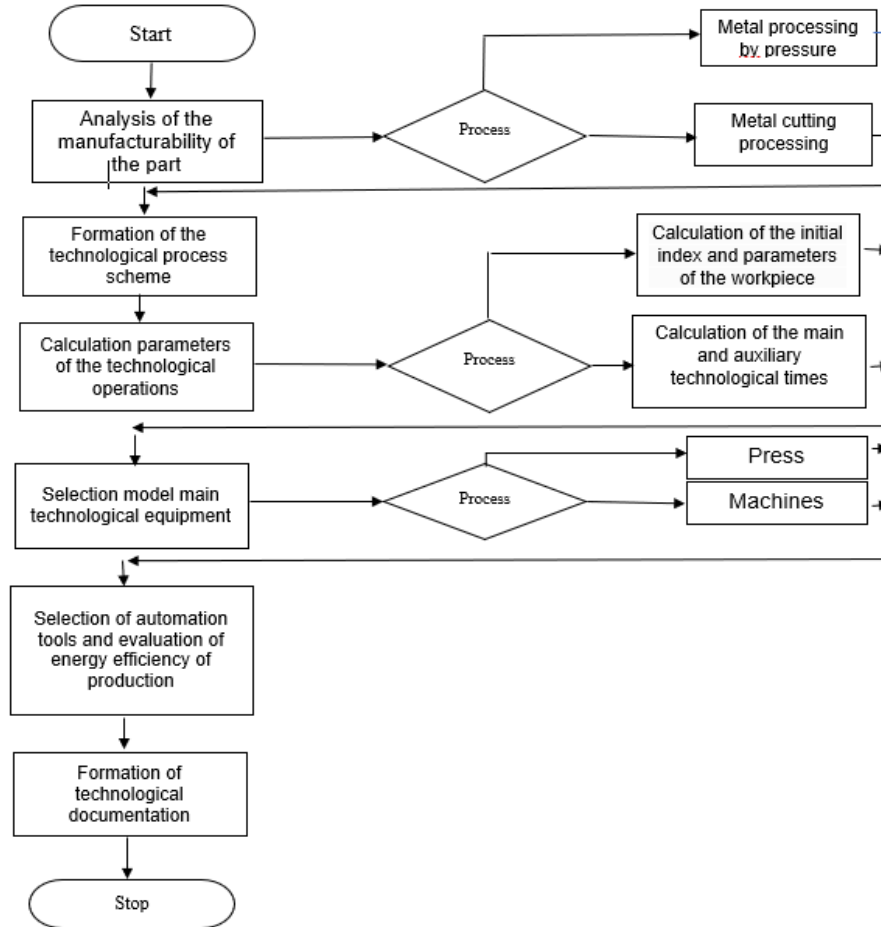 Start
Metal processing
by pressure
Analysis of the
manufacturability of
the part
Process
Metal cutting
processing
Formation of the
technological process
scheme
Calculation of the initial
index and parameters
of the workpiece
Calculation parameters
of the technological
operations
Process
Calculation of the main
and auxiliary
technological times
Selection model main
technological equipment
Process
Press
Machines
Selection of automation
tools and evaluation of
energy efficiency of
production
Formation of
technological
documentation
Stop